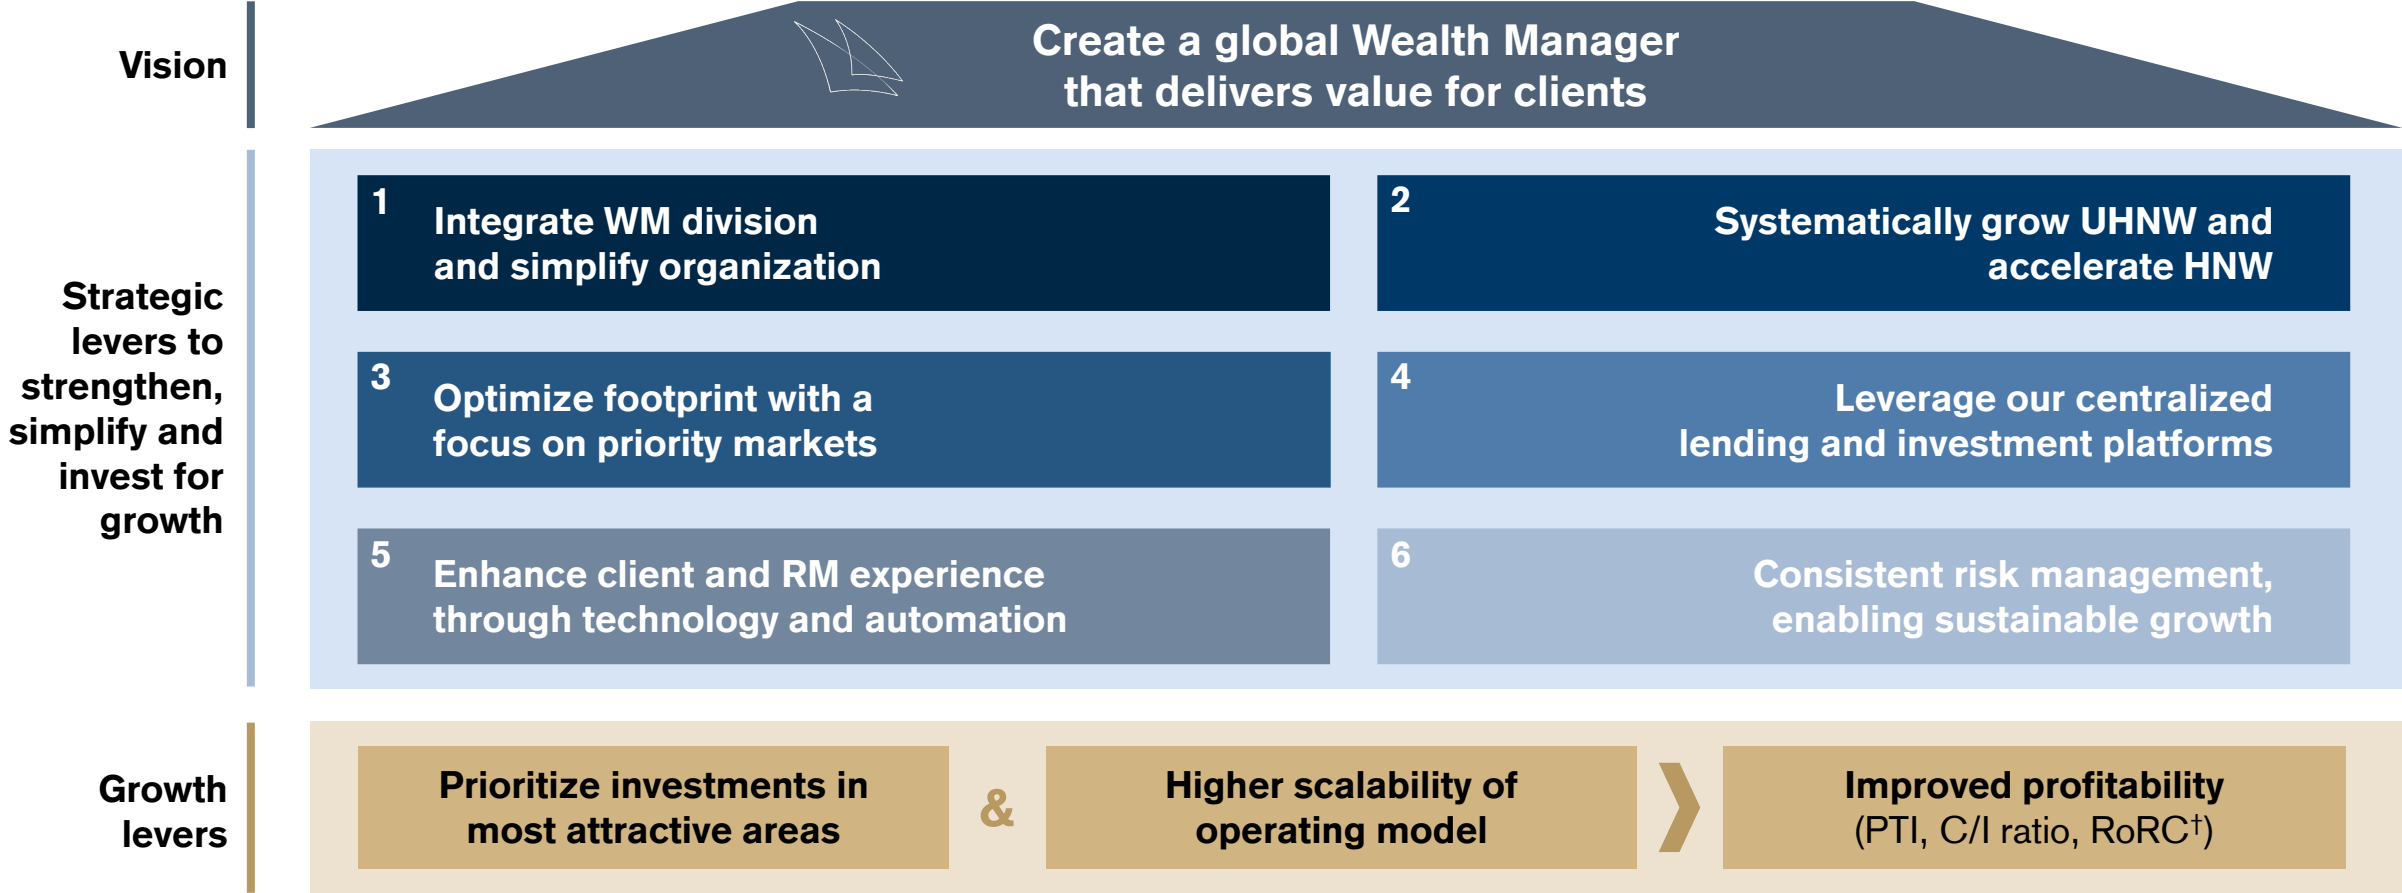 Vision
Create a global Wealth Manager
that delivers value for clients
Strategic
levers to
strengthen,
simplify and
invest for
growth
1
Integrate WM division
and simplify organization
2
Systematically grow UHNW and
accelerate HNW
3
Optimize footprint with a
focus on priority markets
4
Leverage our centralized
lending and investment platforms
5
Enhance client and RM experience
through technology and automation
6
Consistent risk management,
enabling sustainable growth
Growth
levers
Prioritize investments in
most attractive areas
&
Higher scalability of
operating model
Improved profitability
(PTI, C/I ratio, RoRC†)